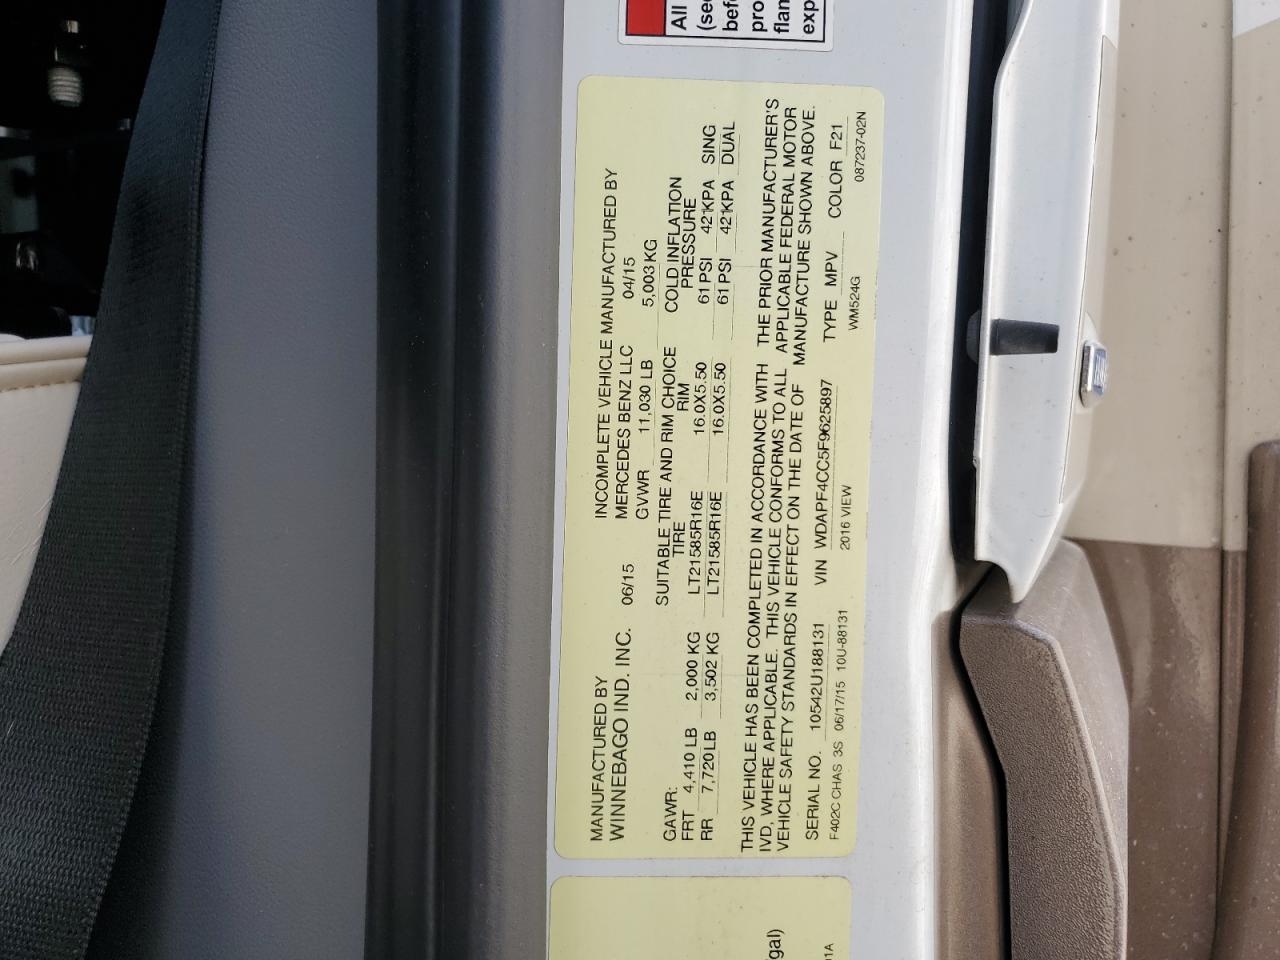 All
(sec
bef
pro
flan
exp
MANUFACTURED BY INCOMPLETE VEHICLE MANUFACTURED BY
WINNEBAGO IND. INC. 06/15 MERCEDES BENZ LLC 04/15
GVWR 11,030 LB 5,003 KG
GAWR: SUITABLE TIRE AND RIM CHOICE COLD INFLATION
TIRE RIM PRESSURE
FRT 4,410 LB 2,000 KG LT21585R16E 16.0X5.50 61 PSI 421KPA SING
RR 7,720LB 3,502 KG LT21585R16E 16.0X5.50 61 PSI 421KPA DUAL
THIS VEHICLE HAS BEEN COMPLETED IN ACCORDANCE WITH THE PRIOR MANUFACTURER'S
IVD, WHERE APPLICABLE. THIS VEHICLE CONFORMS TO ALL APPLICABLE FEDERAL MOTOR
VEHICLE SAFETY STANDARDS IN EFFECT ON THE DATE OF MANUFACTURE SHOWN ABOVE.
SERIAL NO. 10542U188131 VIN WDAPF4CC5F9625897 TYPE MPV COLOR F21
F402C CHAS 3S 06/17/15 10U-88131 2016 VIEW WM524G 087237-02N
gal)
01A